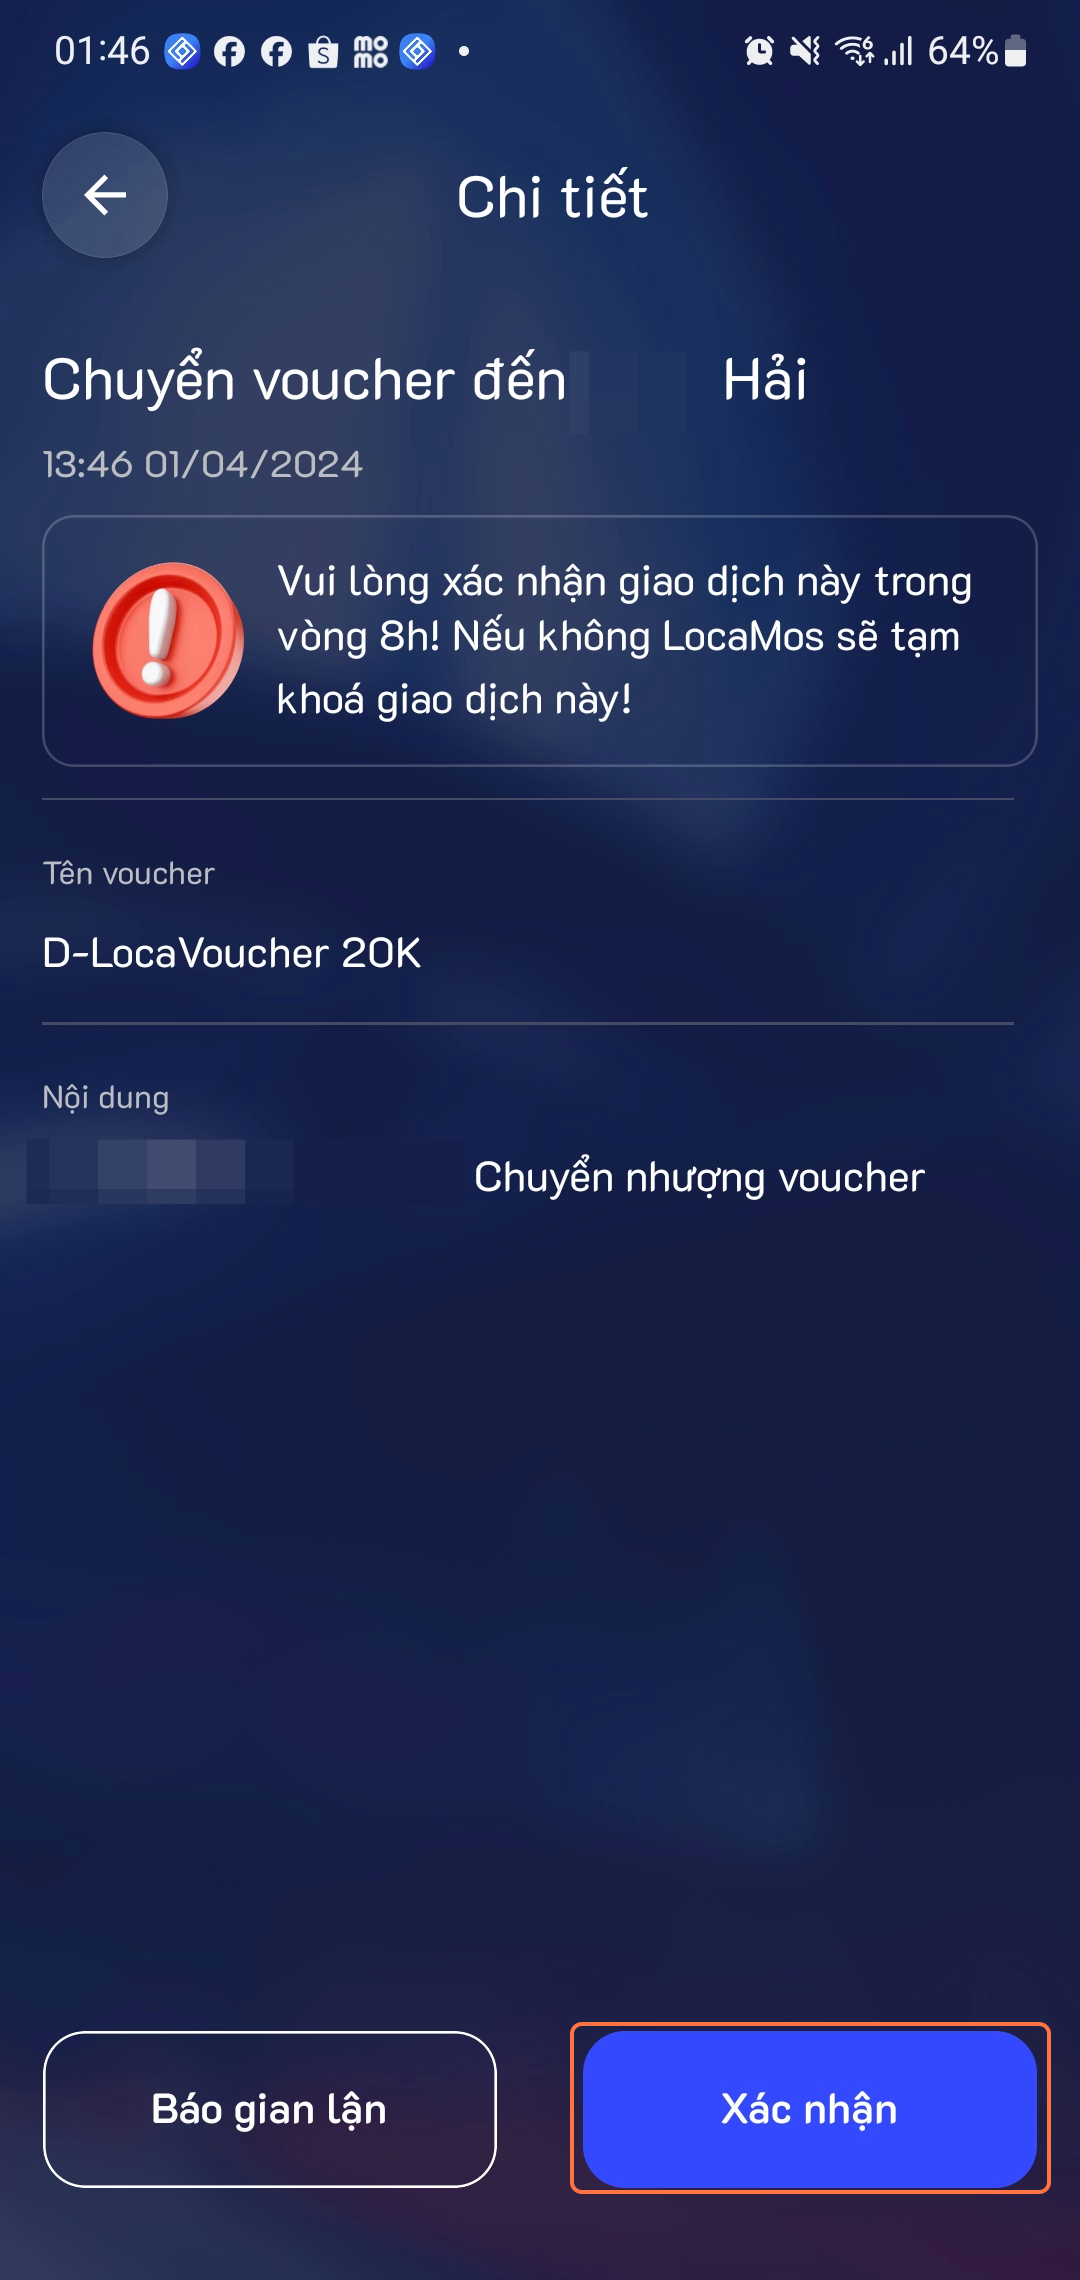 01:46
64%
Chi tiết
Chuyển voucher đến Hải
13:46 01/04/2024
Vui lòng xác nhận giao dịch này trong
vòng 8h! Nếu không LocaMos sẽ tạm
khoá giao dịch này!
Tên voucher
D-LocaVoucher 20K
Nội dung
Chuyển nhượng voucher
Báo gian lận
Xác nhận